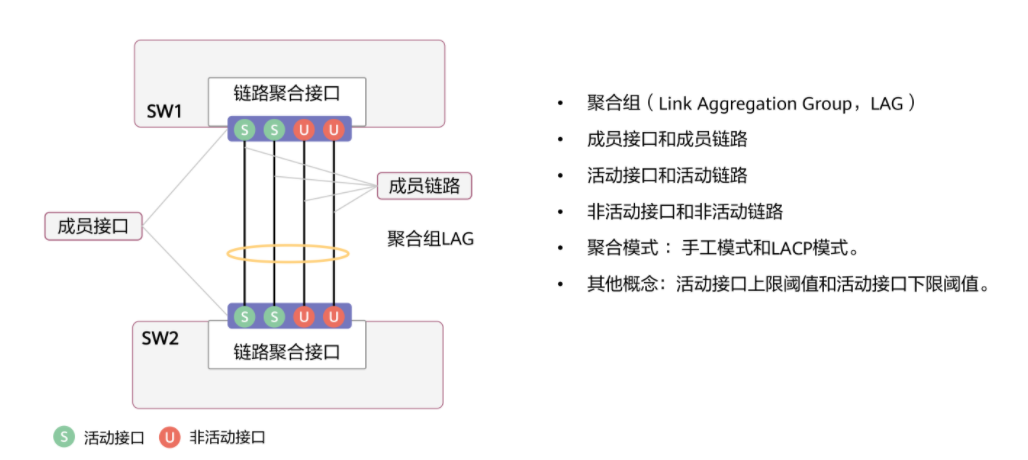 链路聚合接口
SW1
S S U U
成员链路
成员接口
聚合组LAG
S S U U
SW2
链路聚合接口
S 活动接口 U 非活动接口
• 聚合组（Link Aggregation Group，LAG）
• 成员接口和成员链路
• 活动接口和活动链路
• 非活动接口和非活动链路
• 聚合模式：手工模式和LACP模式。
• 其他概念：活动接口上限阈值和活动接口下限阈值。